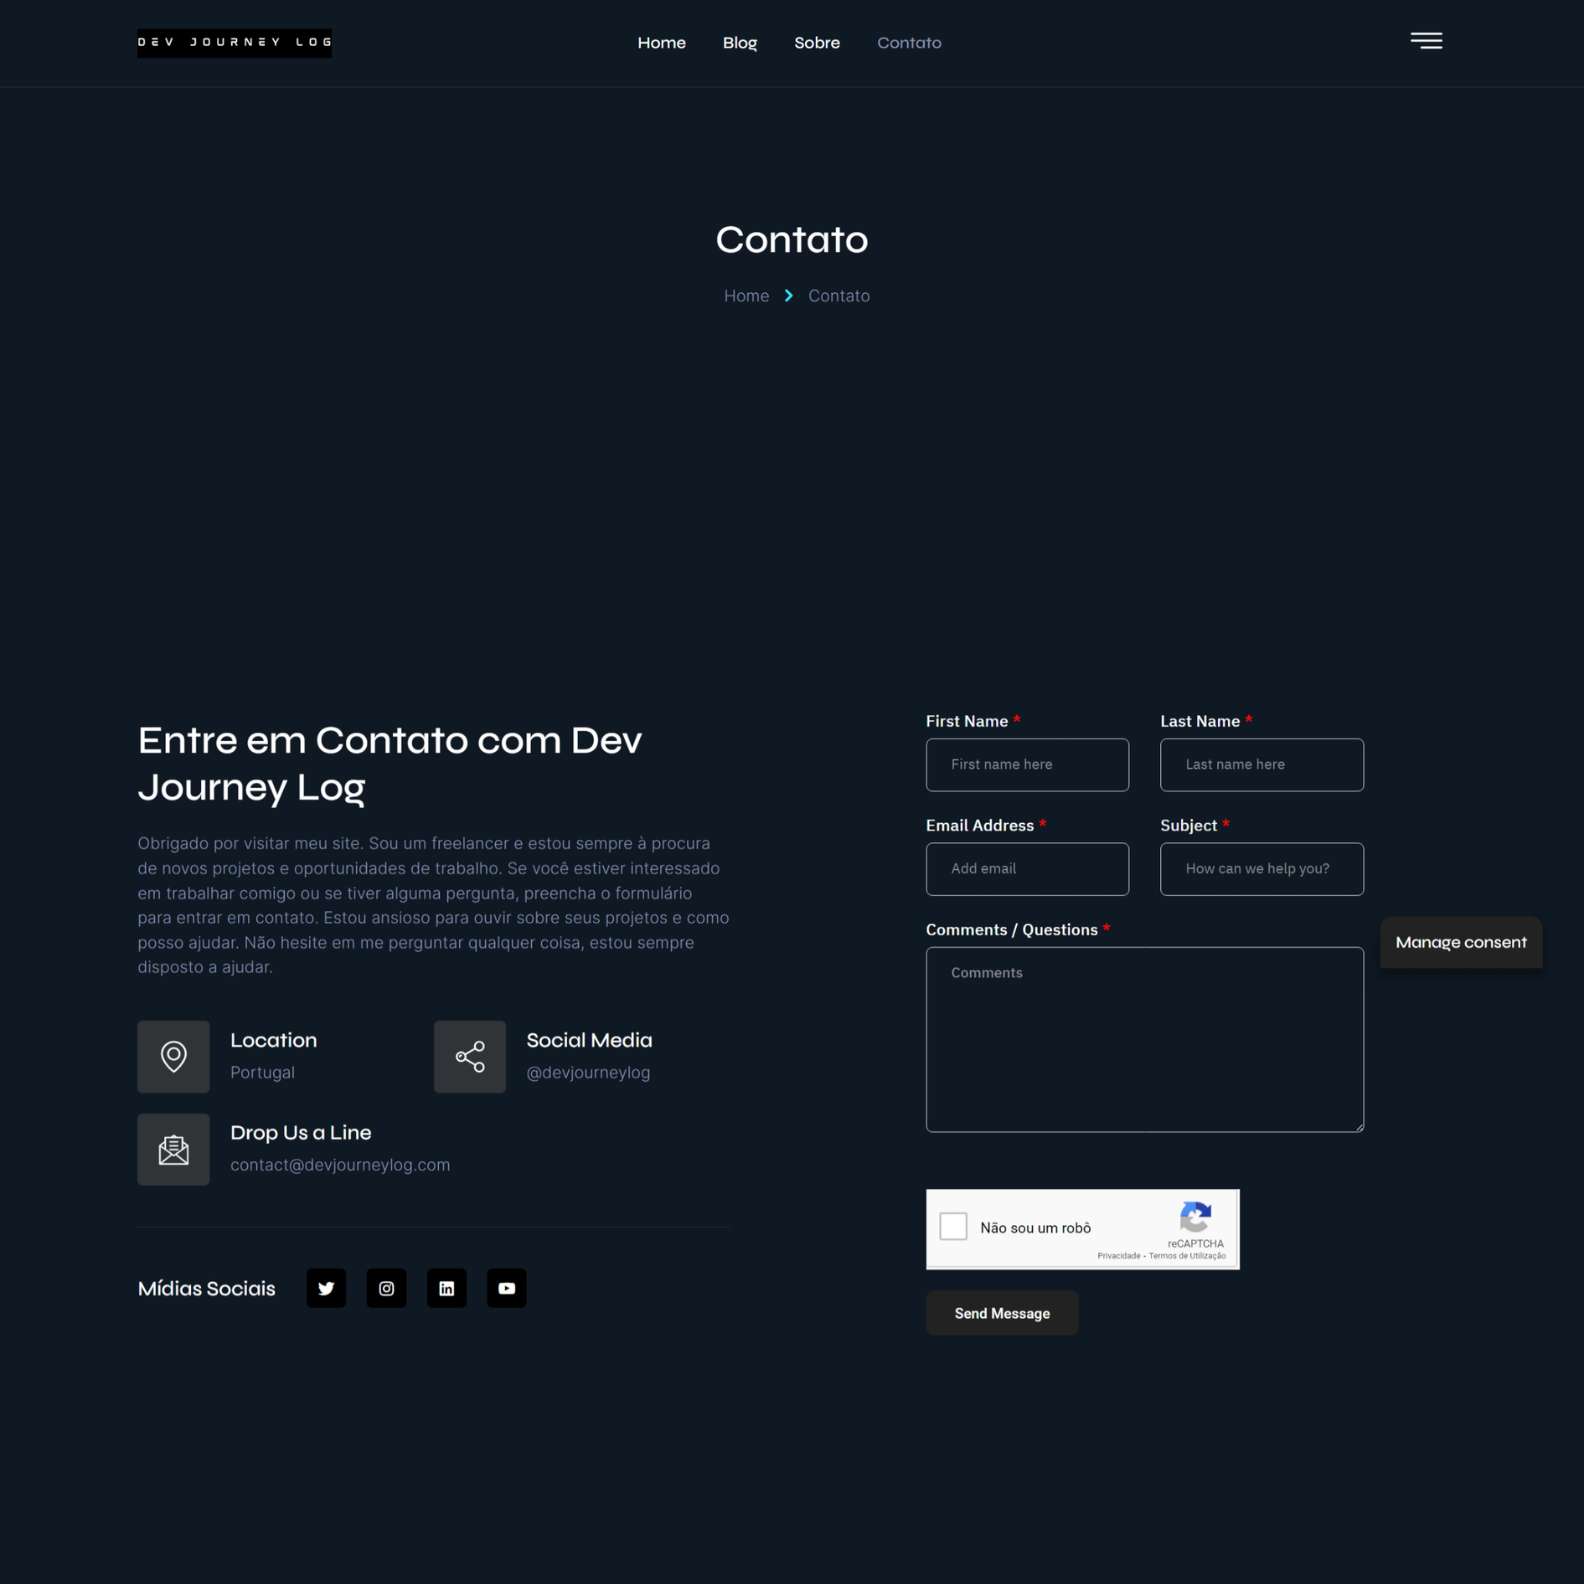 DEV JOURNEY LOG
Home Blog Sobre Contato
Contato
Home Contato
Entre em Contato com Dev
Journey Log
Obrigado por visitar meu site. Sou um freelancer e estou sempre à procura
de novos projetos e oportunidades de trabalho. Se você estiver interessado
em trabalhar comigo ou se tiver alguma pergunta, preencha o formulário
para entrar em contato. Estou ansioso para ouvir sobre seus projetos e como
posso ajudar. Não hesite em me perguntar qualquer coisa, estou sempre
disposto a ajudar.
Location
Portugal
Social Media
@devjourneylog
Drop Us a Line
contact@devjourneylog.com
Mídias Sociais
First Name *
First name here
Last Name *
Last name here
Email Address *
Add email
Subject *
How can we help you?
Comments / Questions *
Comments
Não sou um robô
reCAPTCHA
Privacidade - Termos de Utilização
Send Message
Manage consent